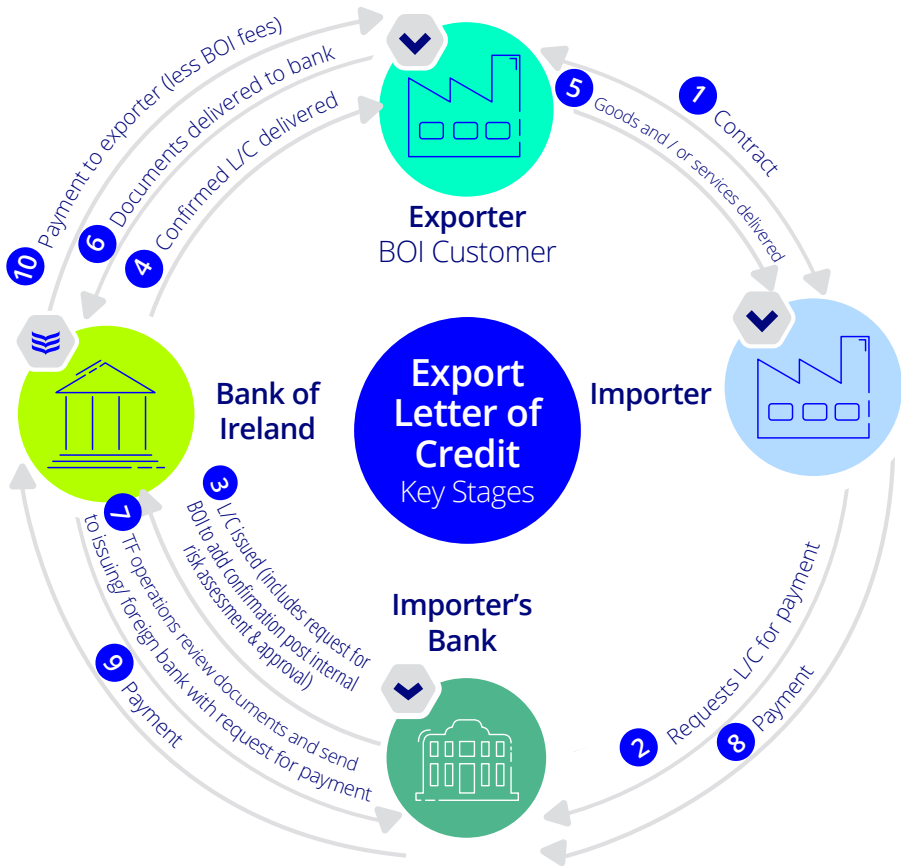 10 Payment to exporter (less BOI fees)
6 Documents delivered to bank
4 Confirmed L/C delivered
5 Goods and / or services delivered
1 Contract
Exporter
BOI Customer
Bank of
Ireland
Export
Letter of
Credit
Key Stages
Importer
3 L/C issued (includes request for
BOI to add confirmation post internal
risk assessment & approval)
7 TF operations review documents and send
to issuing/ foreign bank with request for payment
9 Payment
Importer's
Bank
2 Requests L/C for payment
8 Payment